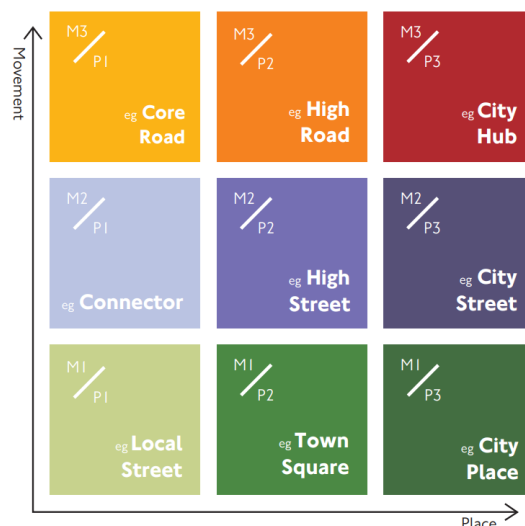 Movement
M3
P1
eg Core
Road
M3
P2
eg High
Road
M3
P3
eg City
Hub
M2
P1
eg Connector
M2
P2
eg High
Street
M2
P3
eg City
Street
M1
P1
eg Local
Street
M1
P2
eg Town
Square
M1
P3
eg City
Place
Place